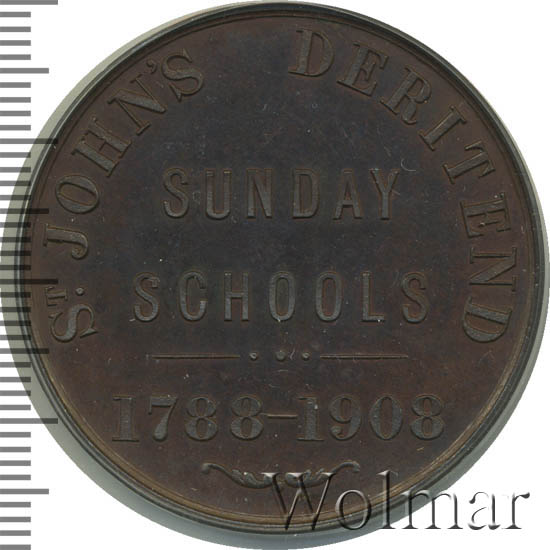 ST. JOHN'S DERITEND
SUNDAY
SCHOOLS
1788-1908
Wolmar